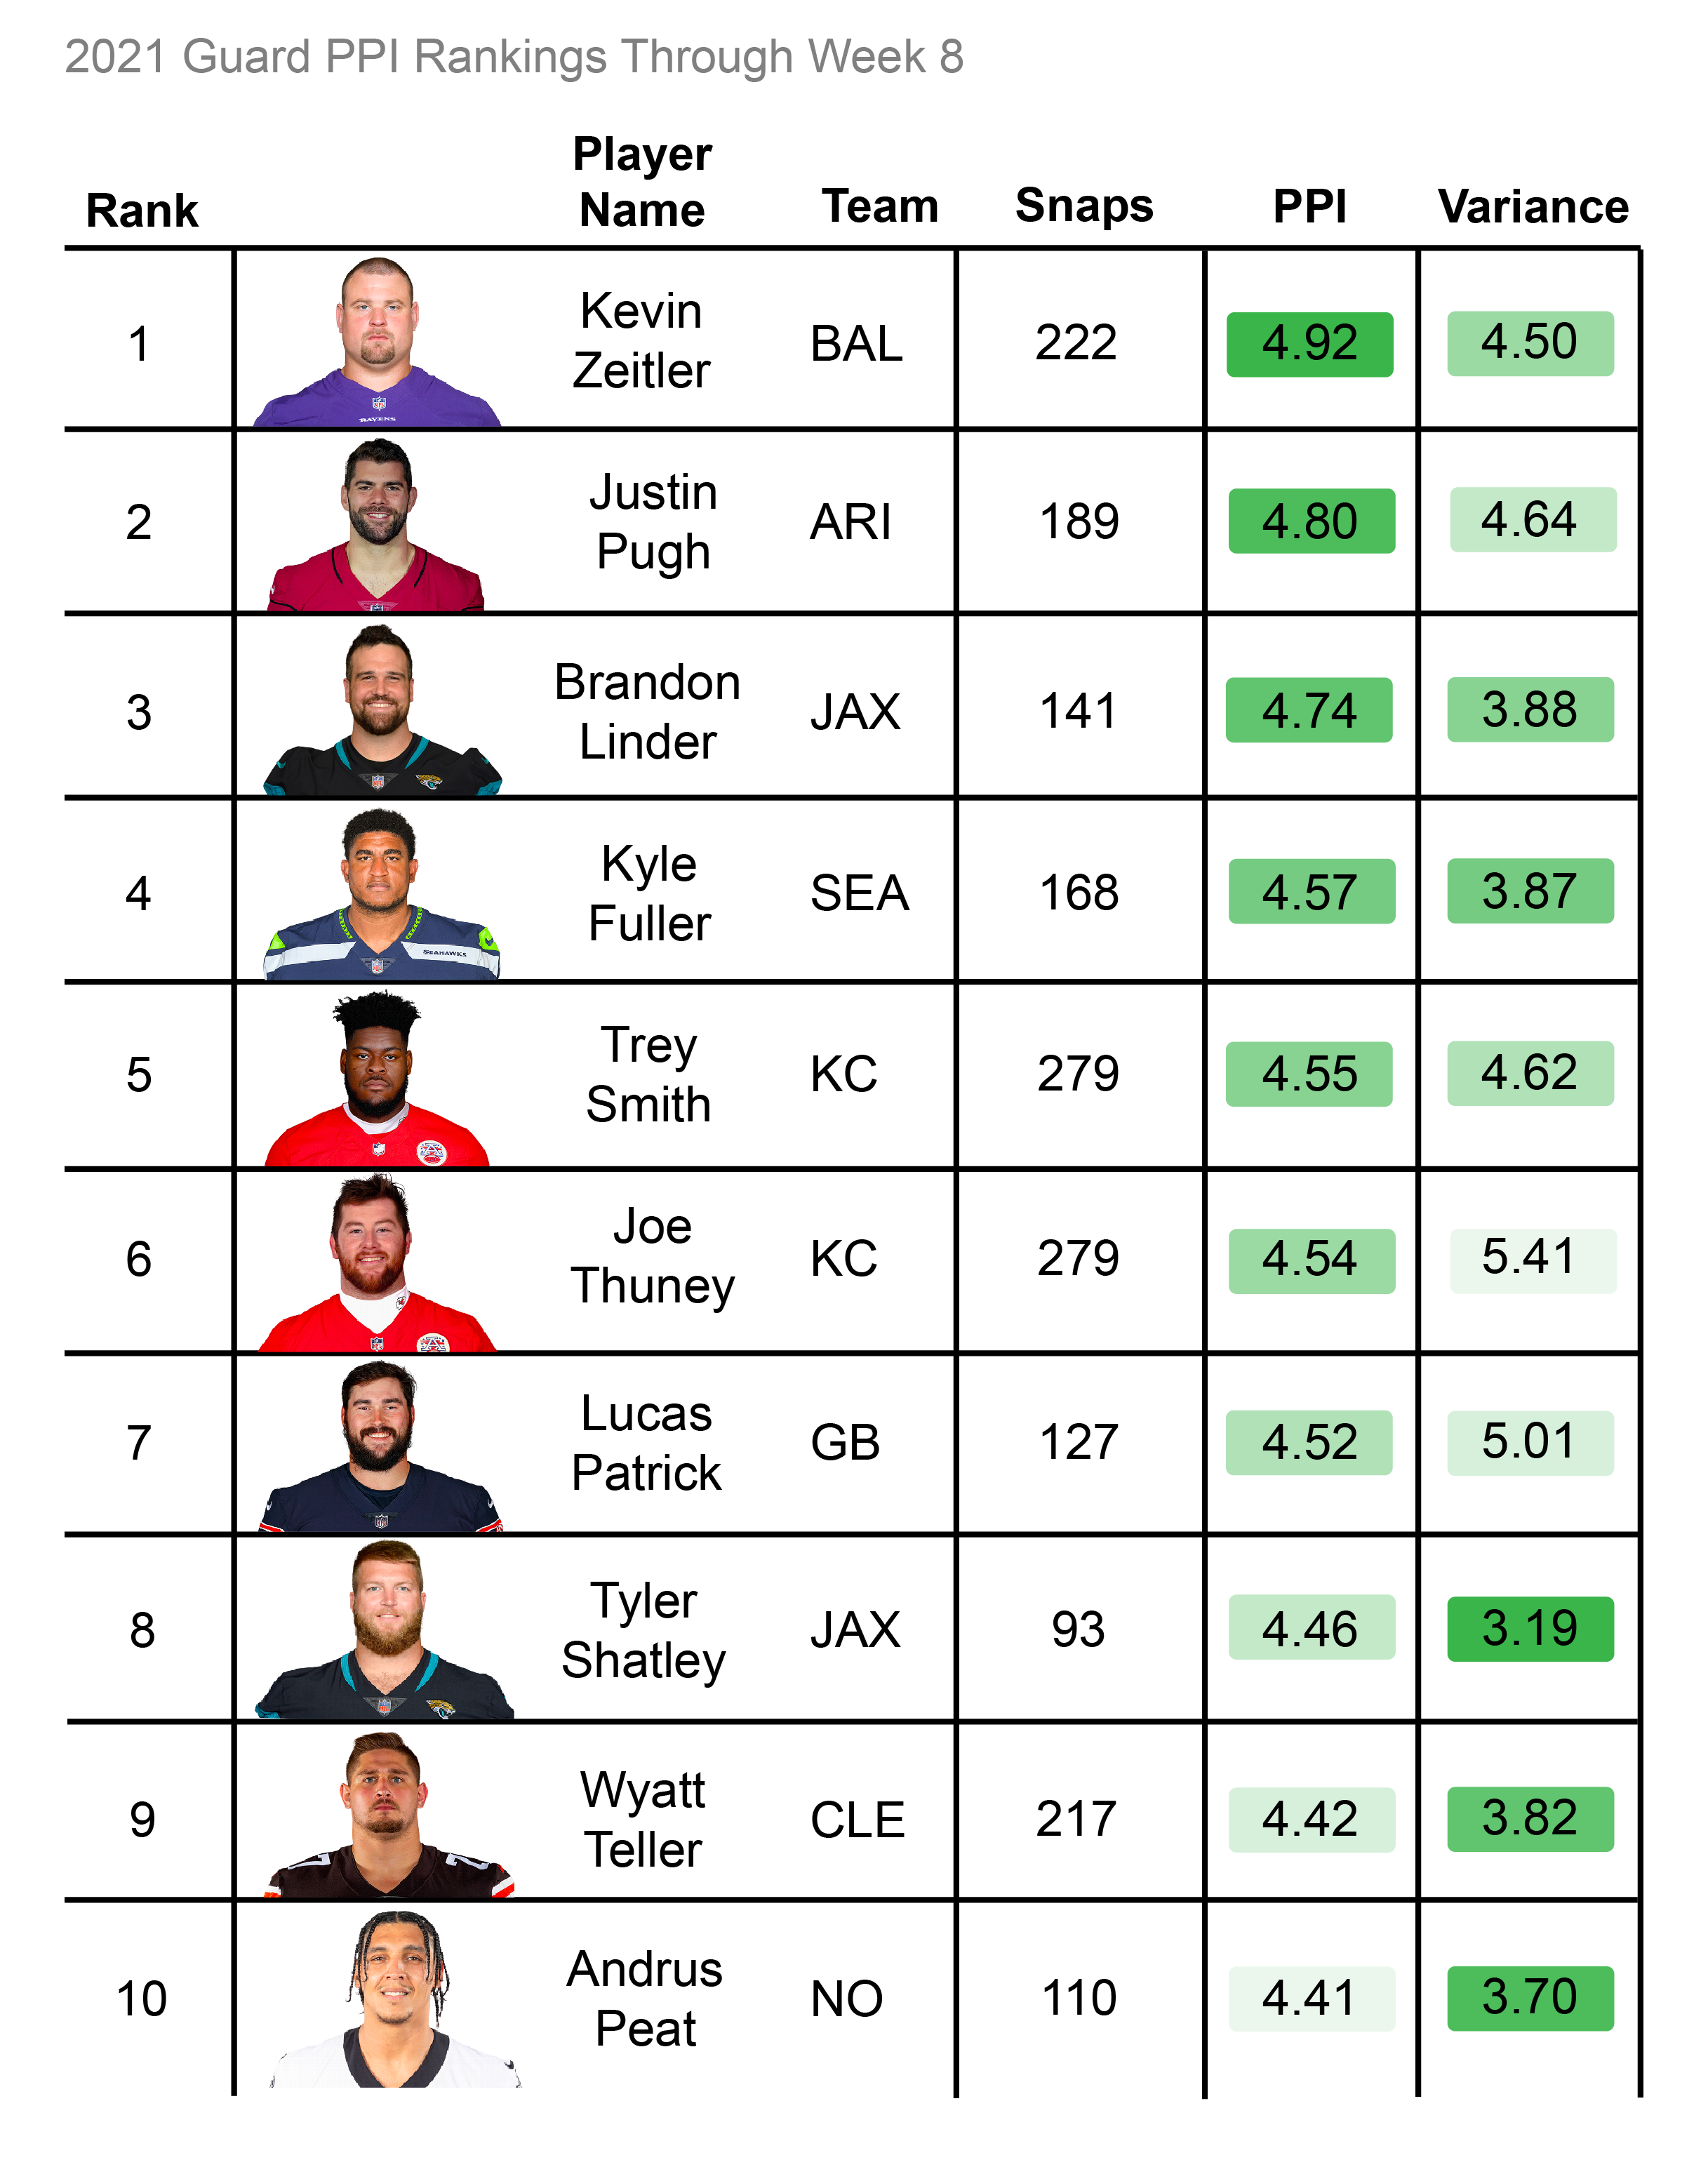 2021 Guard PPI Rankings Through Week 8
Rank Player Name Team Snaps PPI Variance
1 Kevin Zeitler BAL 222 4.92 4.50
RAVENS
2 Justin Pugh ARI 189 4.80 4.64
3 Brandon Linder JAX 141 4.74 3.88
4 Kyle Fuller SEA 168 4.57 3.87
SEAHAWKS
5 Trey Smith KC 279 4.55 4.62
6 Joe Thuney KC 279 4.54 5.41
7 Lucas Patrick GB 127 4.52 5.01
8 Tyler Shatley JAX 93 4.46 3.19
9 Wyatt Teller CLE 217 4.42 3.82
10 Andrus Peat NO 110 4.41 3.70